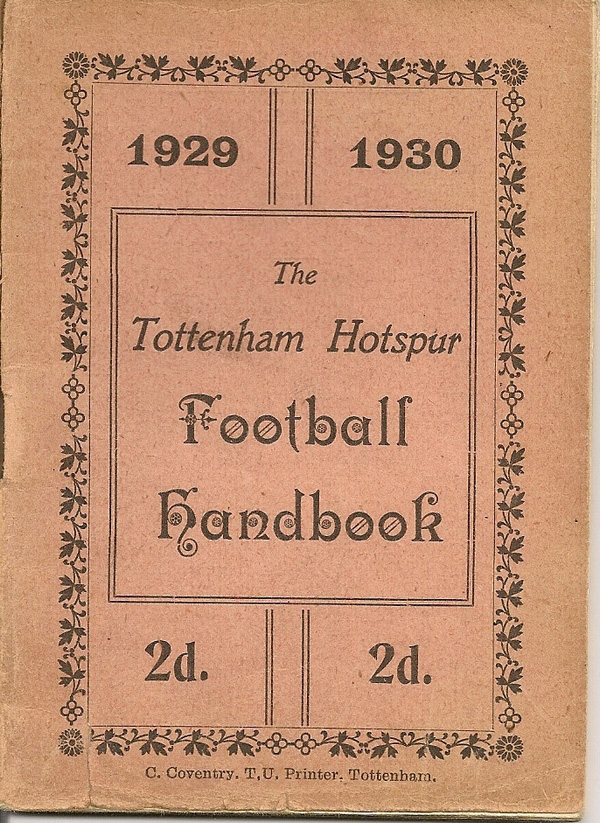 1929 1930
The
Tottenham Hotspur
Football
Handbook
2d. 2d.
C. Coventry. T.U. Printer. Tottenham.